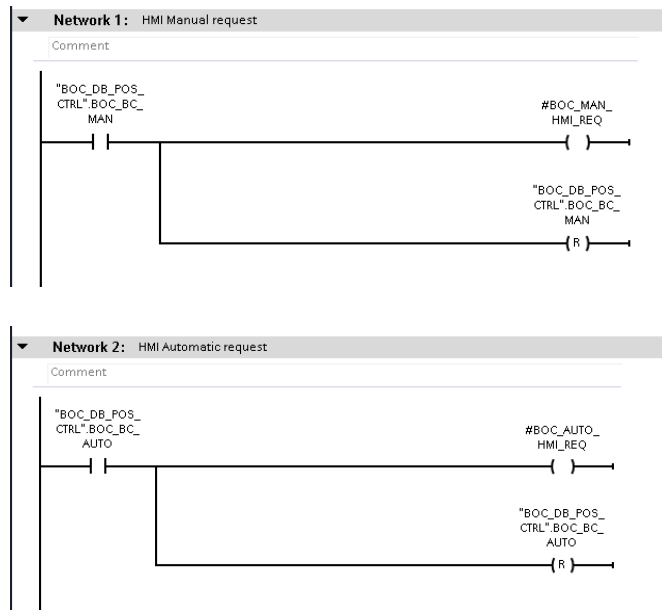 Network 1: HMI Manual request
Comment
"BOC_DB_POS_
CTRL".BOC_BC_
MAN
#BOC_MAN_
HMI_REQ
"BOC_DB_POS_
CTRL".BOC_BC_
MAN
R
Network 2: HMI Automatic request
Comment
"BOC_DB_POS_
CTRL".BOC_BC_
AUTO
#BOC_AUTO_
HMI_REQ
"BOC_DB_POS_
CTRL".BOC_BC_
AUTO
R